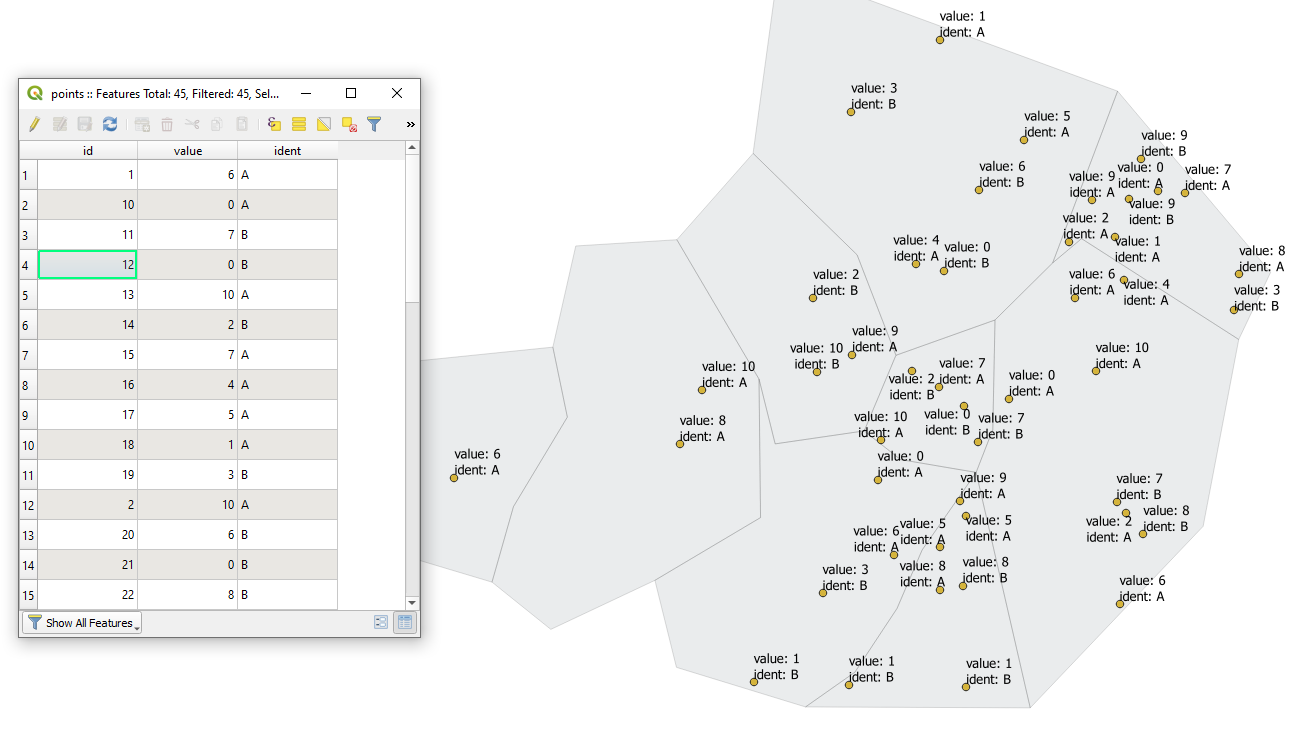 points :: Features Total: 45, Filtered: 45, Sel...
»
id value ident
1 1 6 A
2 10 0 A
3 11 7 B
4 12 0 B
5 13 10 A
6 14 2 B
7 15 7 A
8 16 4 A
9 17 5 A
10 18 1 A
11 19 3 B
12 2 10 A
13 20 6 B
14 21 0 B
15 22 8 B
Show All Features
value: 1
ident: A
value: 3
ident: B
value: 5
ident: A
value: 9
ident: B
value: 6
ident: B
value: 9
ident: A
value: 0
ident: A
value: 7
ident: A
value: 9
ident: B
value: 2
ident: A
value: 1
ident: A
value: 4
ident: A
value: 0
ident: B
value: 8
ident: A
value: 2
ident: B
value: 6
ident: A
value: 4
ident: A
value: 3
ident: B
value: 9
ident: A
value: 10
ident: B
value: 10
ident: A
value: 10
ident: A
value: 7
ident: A
value: 2
ident: B
value: 0
ident: A
value: 8
ident: A
value: 10
ident: A
value: 0
ident: B
value: 7
ident: B
value: 6
ident: A
value: 0
ident: A
value: 9
ident: A
value: 7
ident: B
value: 8
ident: B
value: 2
ident: A
value: 6
ident: A
value: 5
ident: A
value: 5
ident: A
value: 3
ident: B
value: 8
ident: A
value: 8
ident: B
value: 6
ident: A
value: 1
ident: B
value: 1
ident: B
value: 1
ident: B